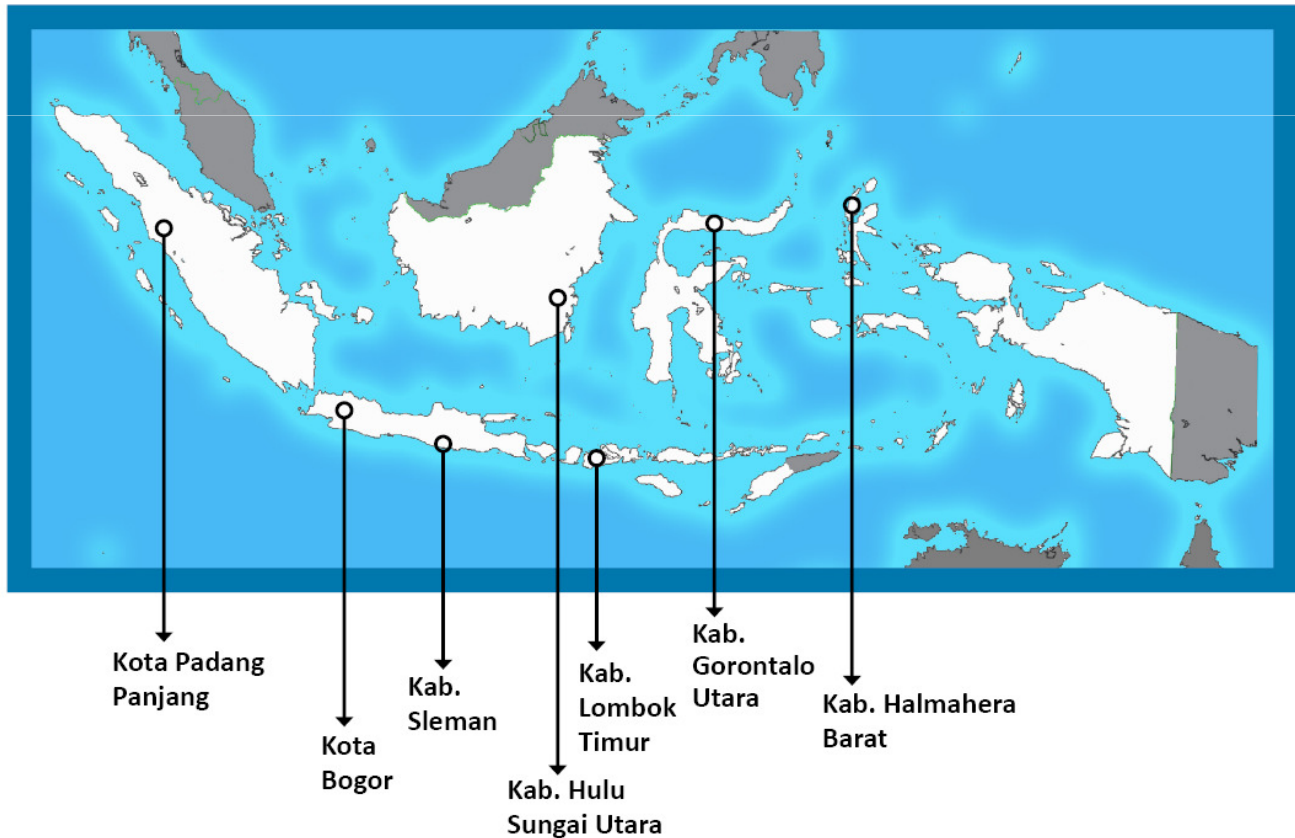 Kota Padang
Panjang
Kota
Bogor
Kab.
Sleman
Kab. Hulu
Sungai Utara
Kab.
Lombok
Timur
Kab.
Gorontalo
Utara
Kab. Halmahera
Barat